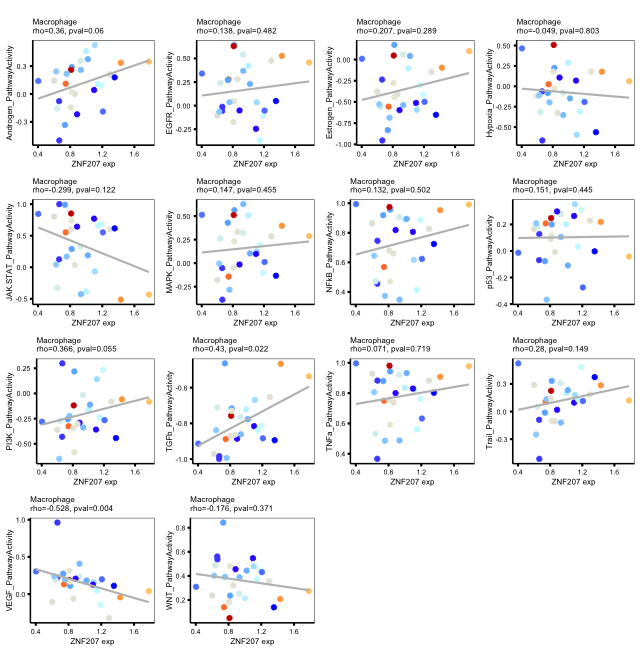 Macrophage
rho=0.36, pval=0.06
Androgen_PathwayActivity
0.3
0.0
-0.3
0.4 0.8 1.2 1.6
ZNF207 exp
Macrophage
rho=0.138, pval=0.482
EGFR_PathwayActivity
0.50
0.25
0.00
-0.25
0.4 0.8 1.2 1.6
ZNF207 exp
Macrophage
rho=0.207, pval=0.289
Estrogen_PathwayActivity
0.00
-0.25
-0.50
-0.75
-1.00
0.4 0.8 1.2 1.6
ZNF207 exp
Macrophage
rho=-0.049, pval=0.803
Hypoxia_PathwayActivity
0.50
0.25
0.00
-0.25
-0.50
0.4 0.8 1.2 1.6
ZNF207 exp
Macrophage
rho=-0.299, pval=0.122
JAK-STAT_PathwayActivity
1.0
0.5
0.0
-0.5
0.4 0.8 1.2 1.6
ZNF207 exp
Macrophage
rho=0.147, pval=0.455
MAPK_PathwayActivity
0.50
0.25
0.00
-0.25
0.4 0.8 1.2 1.6
ZNF207 exp
Macrophage
rho=0.132, pval=0.502
NFkB_PathwayActivity
1.0
0.8
0.6
0.4
0.4 0.8 1.2 1.6
ZNF207 exp
Macrophage
rho=0.151, pval=0.445
p53_PathwayActivity
0.2
0.0
-0.2
-0.4
0.4 0.8 1.2 1.6
ZNF207 exp
Macrophage
rho=0.366, pval=0.055
PI3K_PathwayActivity
0.25
0.00
-0.25
-0.50
0.4 0.8 1.2 1.6
ZNF207 exp
Macrophage
rho=0.43, pval=0.022
TGFb_PathwayActivity
-0.6
-0.8
-1.0
0.4 0.8 1.2 1.6
ZNF207 exp
Macrophage
rho=0.071, pval=0.719
TNFa_PathwayActivity
1.0
0.8
0.6
0.4
0.4 0.8 1.2 1.6
ZNF207 exp
Macrophage
rho=0.28, pval=0.149
Trail_PathwayActivity
0.3
0.0
-0.3
0.4 0.8 1.2 1.6
ZNF207 exp
Macrophage
rho=-0.528, pval=0.004
VEGF_PathwayActivity
1.0
0.5
0.0
0.4 0.8 1.2 1.6
ZNF207 exp
Macrophage
rho=-0.176, pval=0.371
WNT_PathwayActivity
0.8
0.6
0.4
0.2
0.4 0.8 1.2 1.6
ZNF207 exp